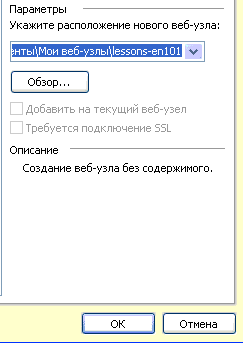 Параметры
Укажите расположение нового веб-узла:
енты\Мои веб-узлы\lessons-en101
Обзор...
Добавить на текущий веб-узел
Требуется подключение SSL
Описание
Создание веб-узла без содержимого.
ОК Отмена